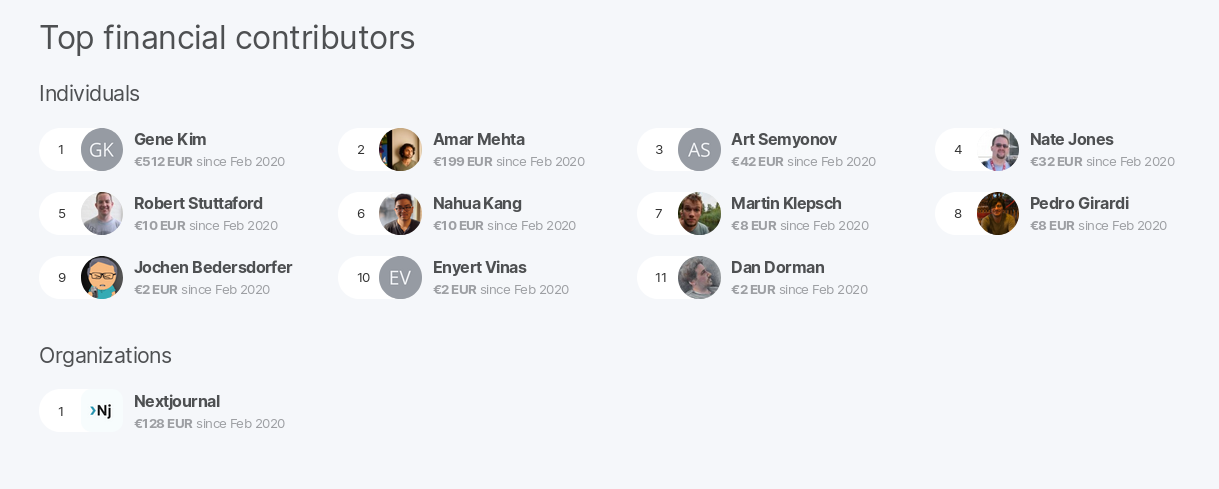 Top financial contributors
Individuals
1 GK Gene Kim
€512 EUR since Feb 2020
2 Amar Mehta
€199 EUR since Feb 2020
3 AS Art Semyonov
€42 EUR since Feb 2020
4 Nate Jones
€32 EUR since Feb 2020
5 Robert Stuttaford
€10 EUR since Feb 2020
6 Nahua Kang
€10 EUR since Feb 2020
7 Martin Klepsch
€8 EUR since Feb 2020
8 Pedro Girardi
€8 EUR since Feb 2020
9 Jochen Bedersdorfer
€2 EUR since Feb 2020
10 EV Enyert Vinas
€2 EUR since Feb 2020
11 Dan Dorman
€2 EUR since Feb 2020
Organizations
1 ›Nj Nextjournal
€128 EUR since Feb 2020